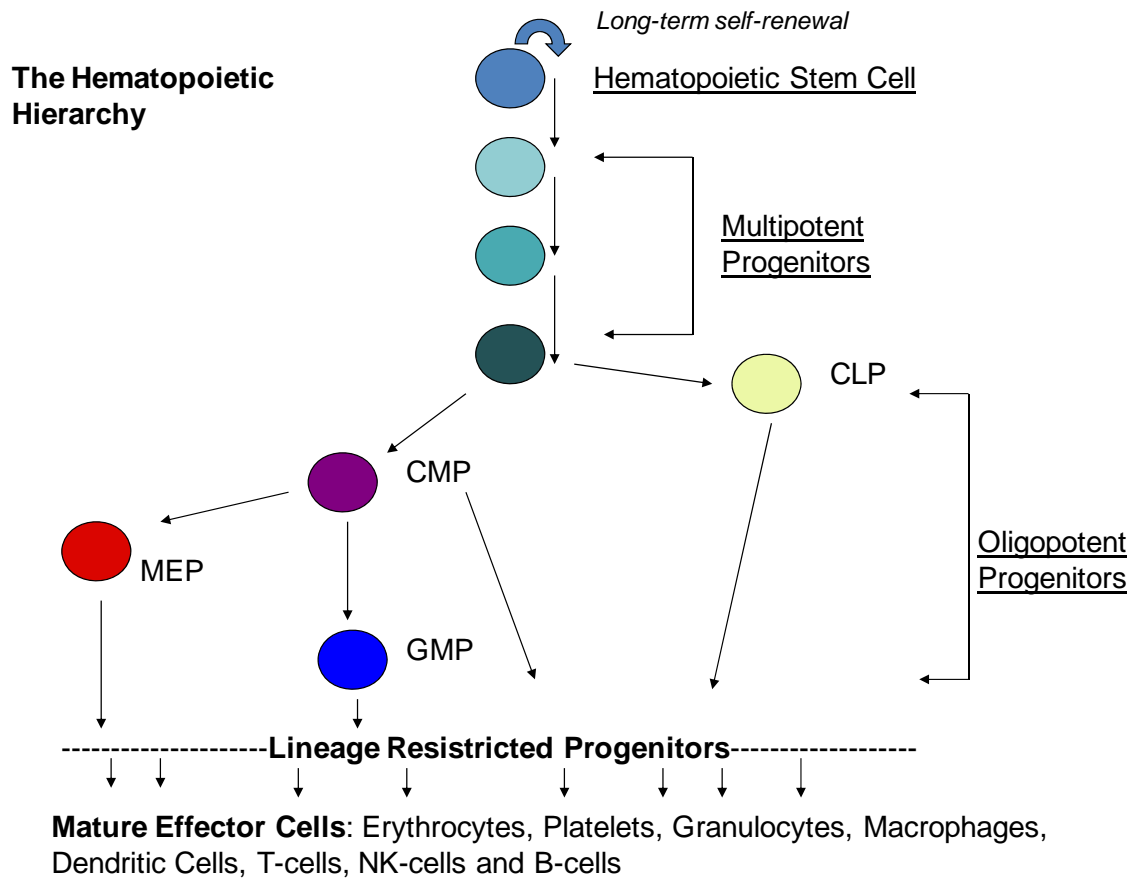 Long-term self-renewal
The Hematopoietic
Hierarchy
Hematopoietic Stem Cell
Multipotent
Progenitors
CLP
CMP
Oligopotent
Progenitors
MEP
GMP
---------------------Lineage Resistricted Progenitors-------------------
Mature Effector Cells: Erythrocytes, Platelets, Granulocytes, Macrophages,
Dendritic Cells, T-cells, NK-cells and B-cells